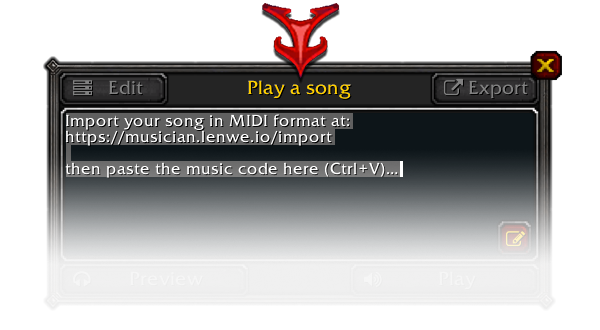 Edit
Play a song
Export
Import your song in MIDI format at:
https://musician.lenwe.io/import
then paste the music code here (Ctrl+V)...
Preview
Play